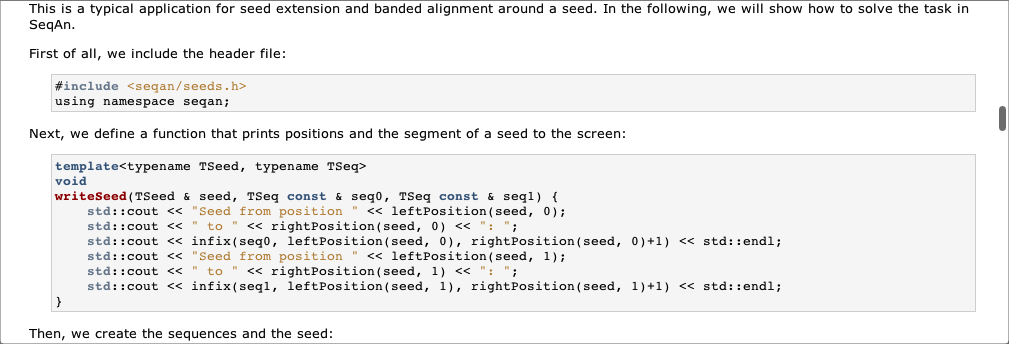 This is a typical application for seed extension and banded alignment around a seed. In the following, we will show how to solve the task in
SeqAn.
First of all, we include the header file:
#include <seqan/seeds.h>
using namespace seqan;
Next, we define a function that prints positions and the segment of a seed to the screen:
template<typename TSeed, typename TSeq>
void
writeSeed(TSeed & seed, TSeq const & seq0, TSeq const & seq1) {
    std::cout << "Seed from position " << leftPosition(seed, 0);
    std::cout << " to " << rightPosition(seed, 0) << ": ";
    std::cout << infix(seq0, leftPosition(seed, 0), rightPosition(seed, 0)+1) << std::endl;
    std::cout << "Seed from position " << leftPosition(seed, 1);
    std::cout << " to " << rightPosition(seed, 1) << ": ";
    std::cout << infix(seq1, leftPosition(seed, 1), rightPosition(seed, 1)+1) << std::endl;
}
Then, we create the sequences and the seed: